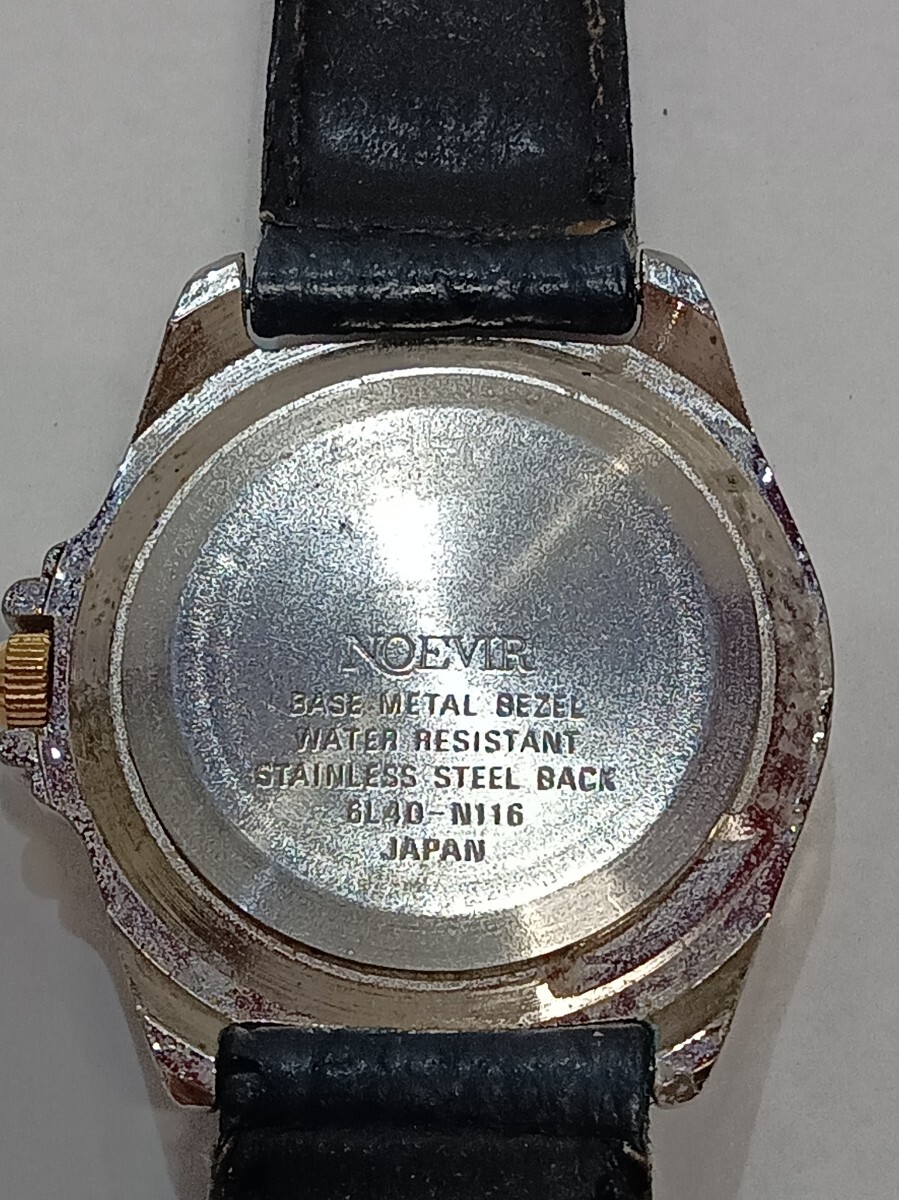 NOEVIR
BASE METAL BEZEL
WATER RESISTANT
STAINLESS STEEL BACK
6L40-N116
JAPAN